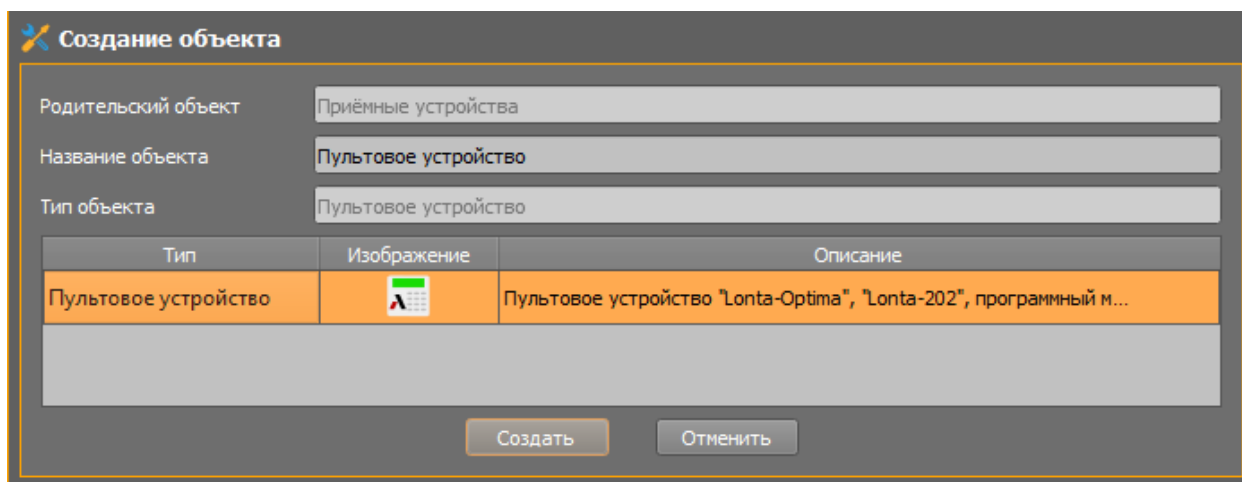 Создание объекта
Родительский объект Приёмные устройства
Название объекта Пультовое устройство
Тип объекта Пультовое устройство
Тип Изображение Описание
Пультовое устройство Пультовое устройство "Lonta-Optima", "Lonta-202", программный м...
Создать Отменить